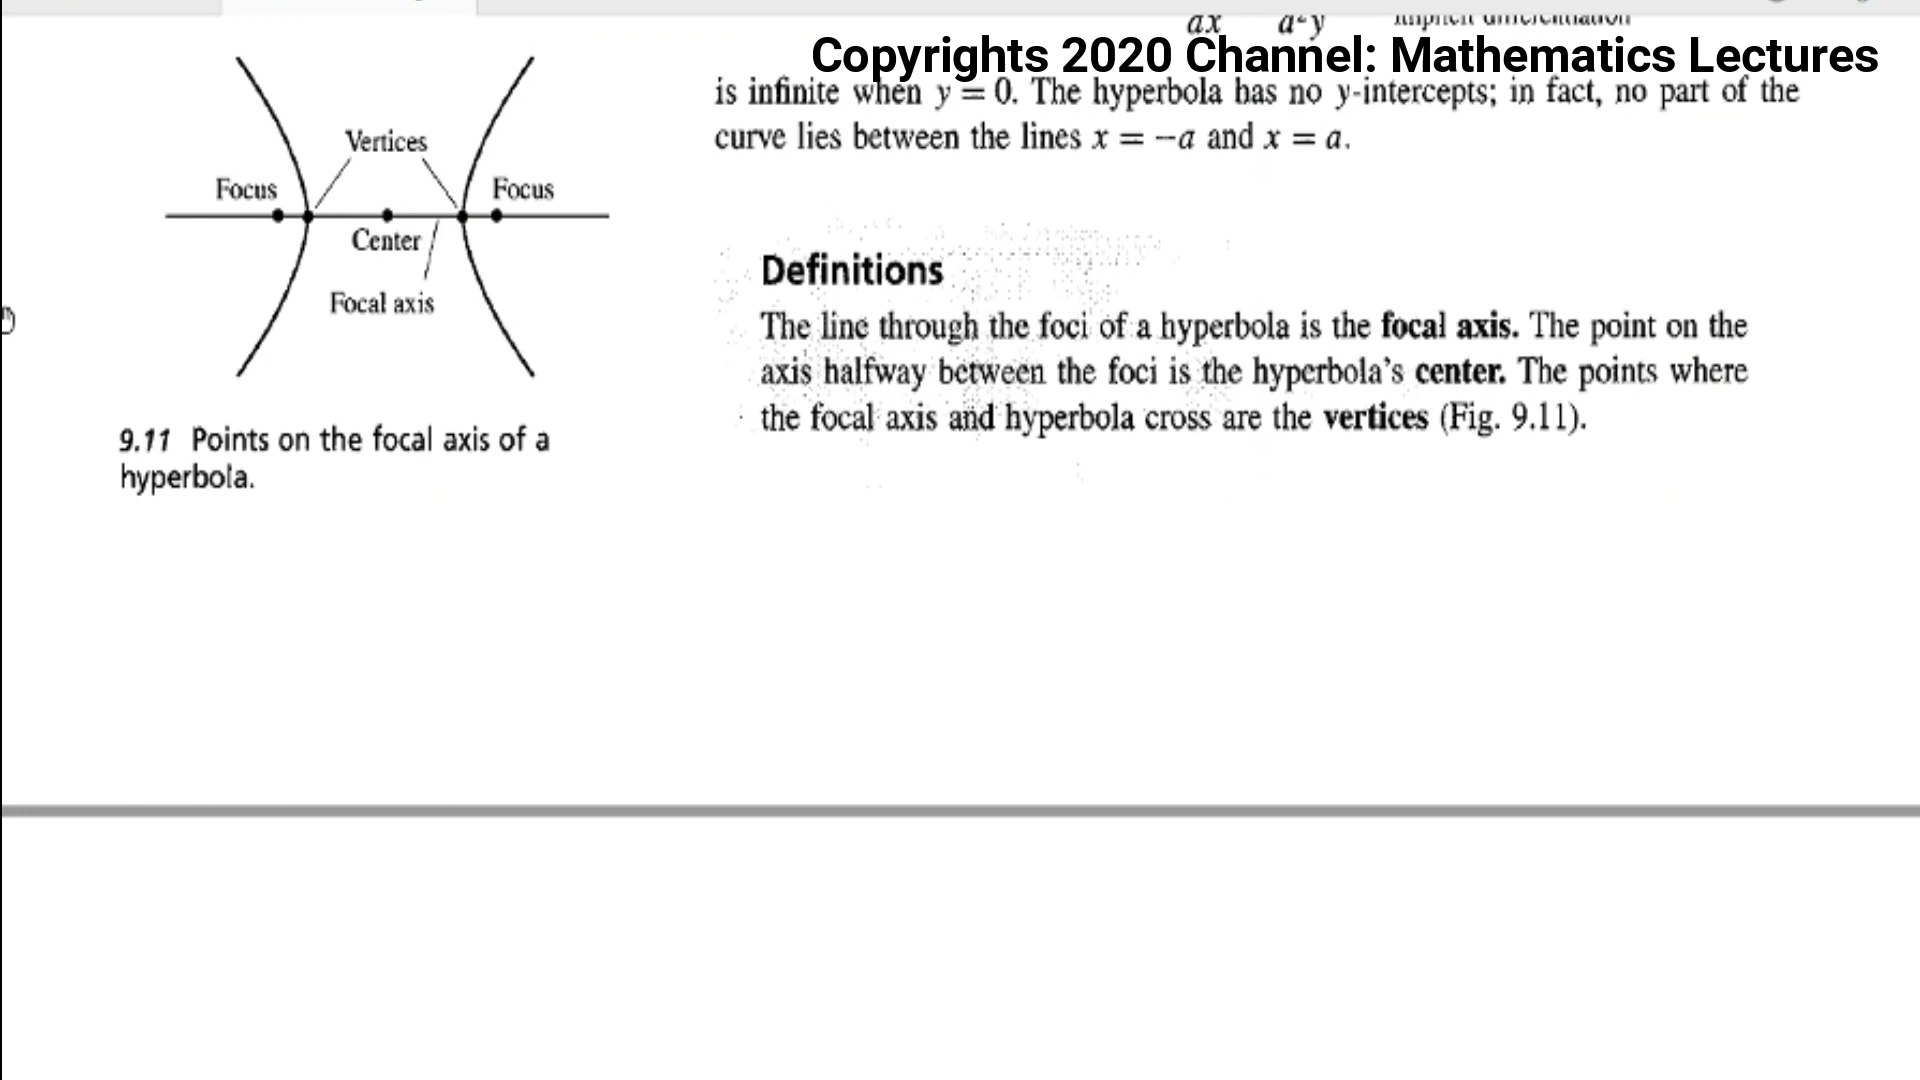 Copyrights 2020 Channel: Mathematics Lectures
is infinite when y = 0. The hyperbola has no y-intercepts; in fact, no part of the
curve lies between the lines x = −a and x = a.
Vertices
Focus
Focus
Center
Focal axis
9.11 Points on the focal axis of a
hyperbola.
Definitions
The line through the foci of a hyperbola is the focal axis. The point on the
axis halfway between the foci is the hyperbola's center. The points where
the focal axis and hyperbola cross are the vertices (Fig. 9.11).